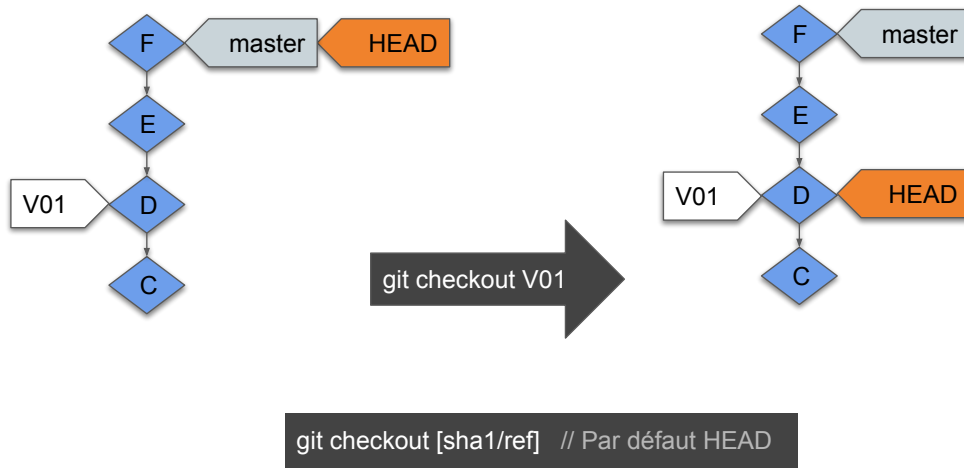 F master HEAD
E
V01 D
C
git checkout V01
F master
E
V01 D HEAD
C
git checkout [sha1/ref] // Par défaut HEAD